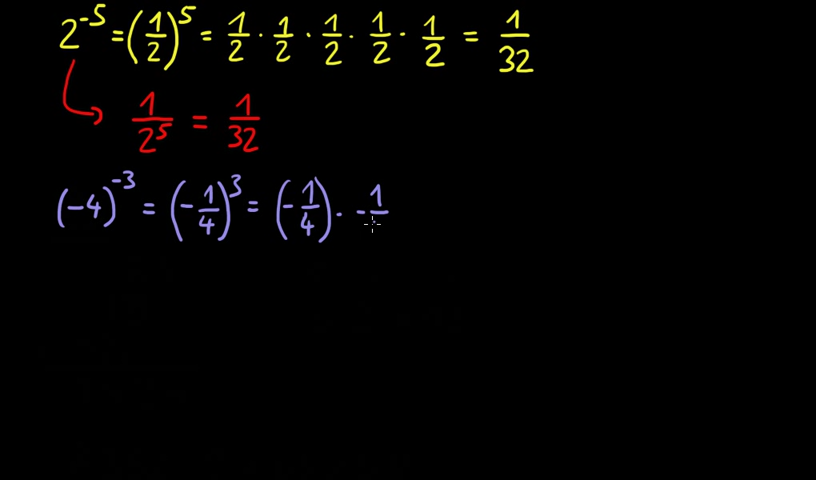 2^-5 = (1/2)^5 = 1/2 · 1/2 · 1/2 · 1/2 · 1/2 = 1/32
1/2^5 = 1/32
(-4)^-3 = (-1/4)^3 = (-1/4) · -1/